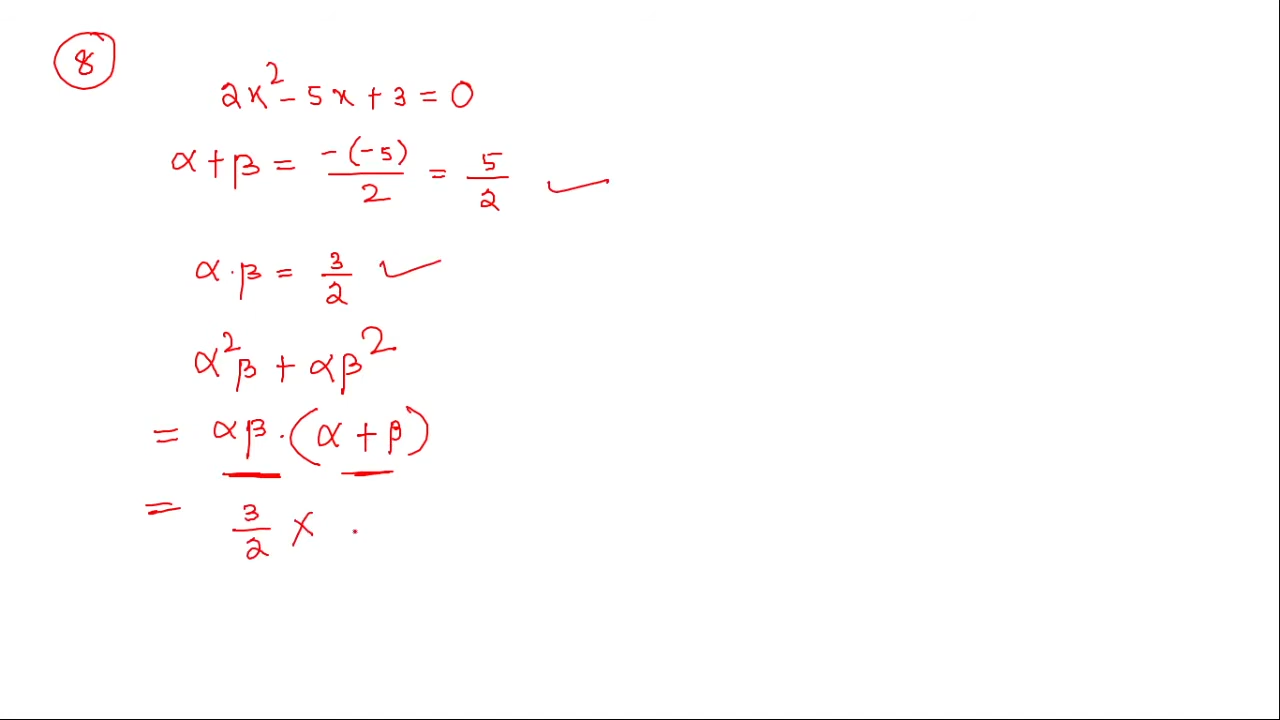 8
2x² - 5x + 3 = 0
α + β = -(-5)/2 = 5/2 ✓
α · β = 3/2 ✓
α²β + αβ²
= αβ · (α + β)
= 3/2 × .